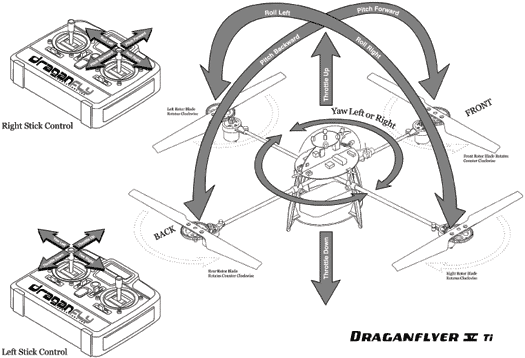 Roll Left
Pitch Forward
Pitch Backward
Roll Right
draganfly
Throttle Up
Left Rotor Blade
Rotates Clockwise
Yaw Left or Right
FRONT
Right Stick Control
Front Rotor Blade Rotates
Counter Clockwise
BACK
Rear Rotor Blade
Rotates Counter Clockwise
Throttle Down
Right Rotor Blade
Rotates Clockwise
draganfly
DRAGANFLYER V Ti
Left Stick Control